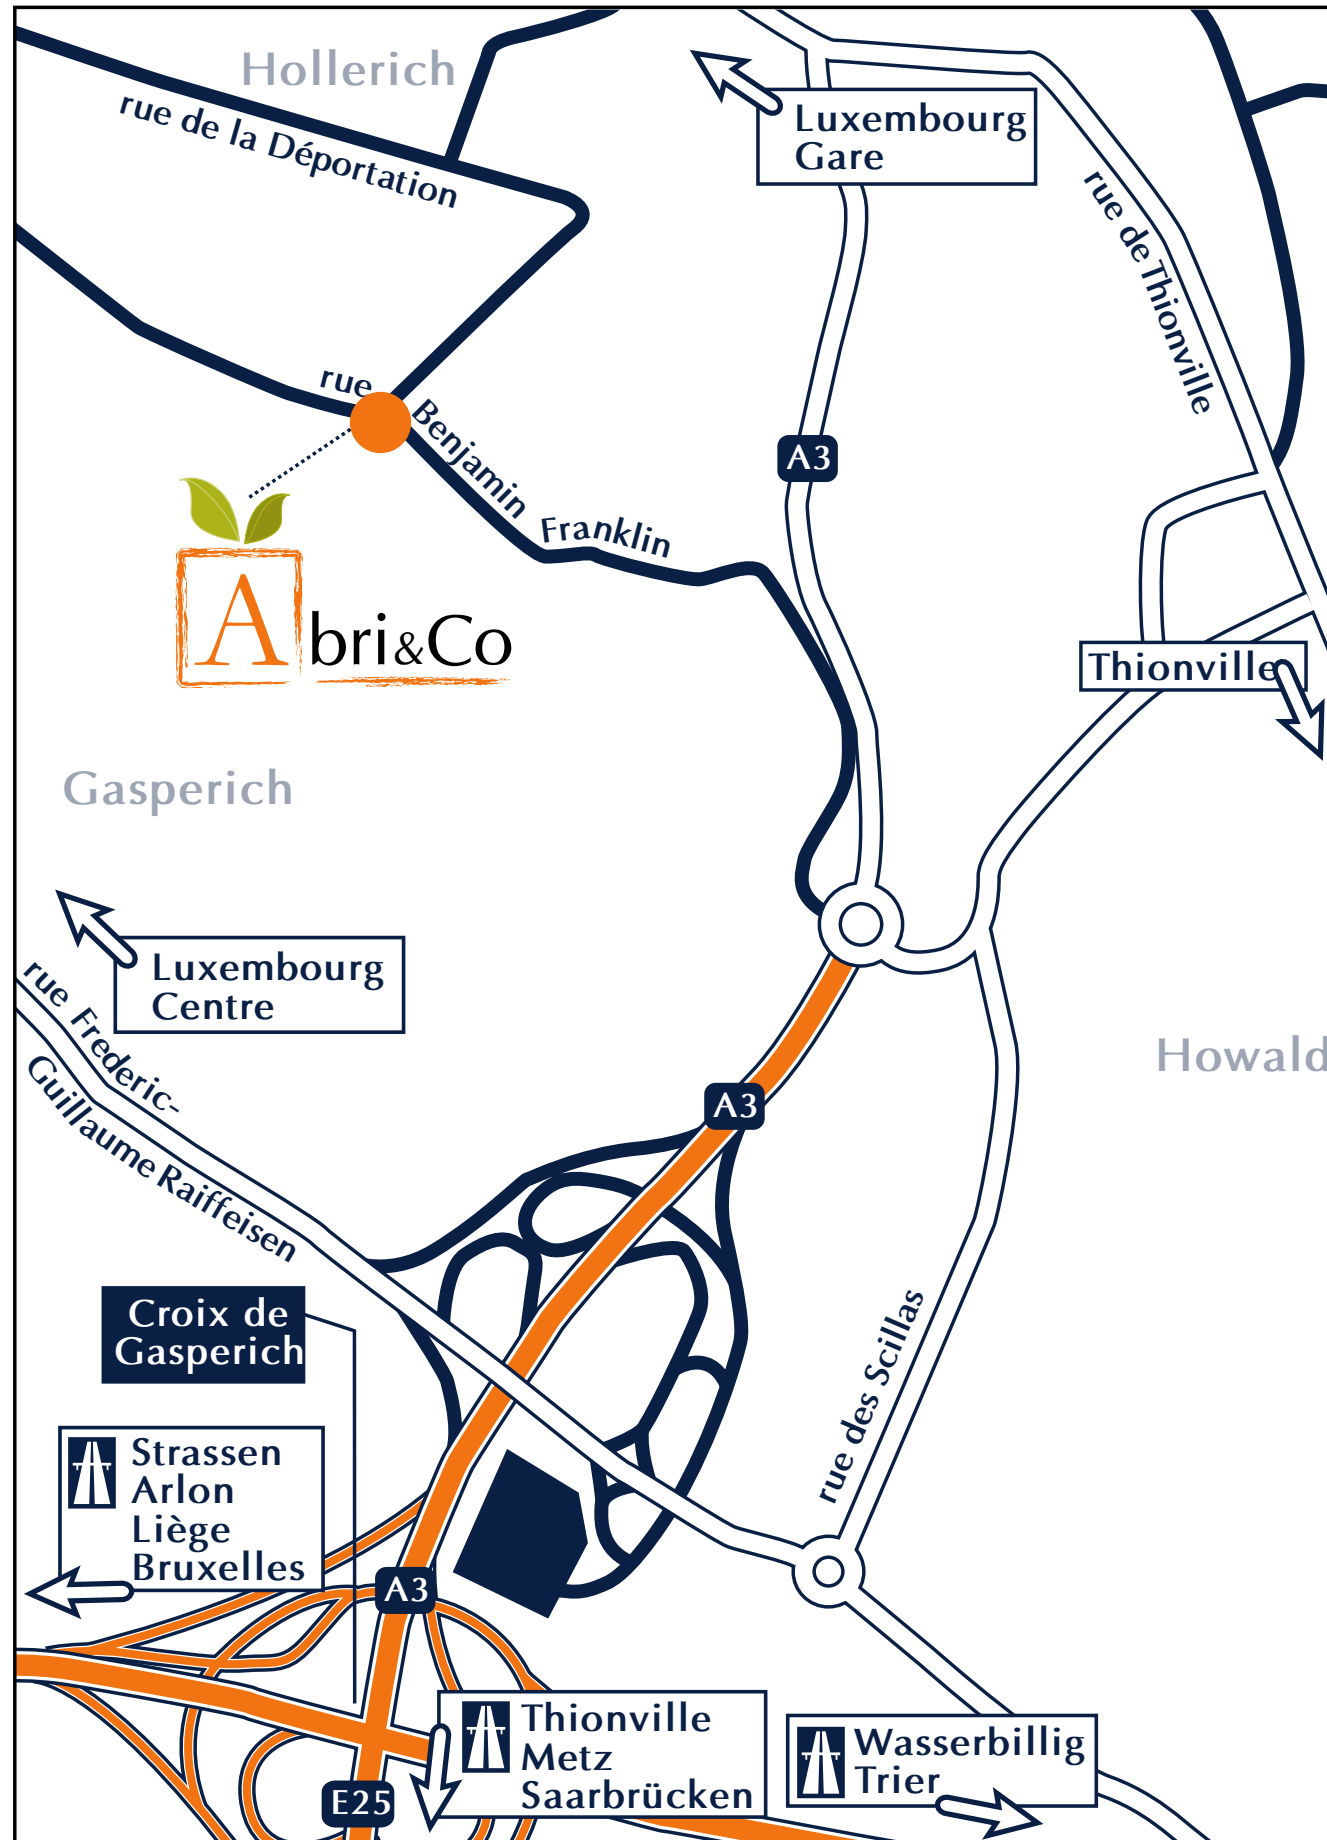 Hollerich
rue de la Déportation
Luxembourg
Gare
rue de Thionville
rue Benjamin Franklin
A3
Abri&Co
Thionville
Gasperich
Luxembourg
Centre
rue Frederic-
Guillaume Raiffeisen
Howald
A3
Croix de
Gasperich
rue des Scillas
Strassen
Arlon
Liège
Bruxelles
A3
Thionville
Metz
Saarbrücken
Wasserbillig
Trier
E25